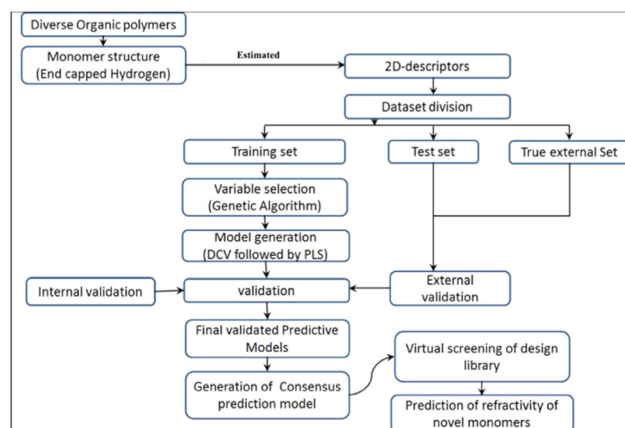 Diverse Organic polymers
Monomer structure
(End capped Hydrogen)
Estimated
2D-descriptors
Dataset division
Training set
Test set
True external Set
Variable selection
(Genetic Algorithm)
Model generation
(DCV followed by PLS)
Internal validation
validation
External
validation
Final validated Predictive
Models
Virtual screening of design
library
Generation of Consensus
prediction model
Prediction of refractivity of
novel monomers